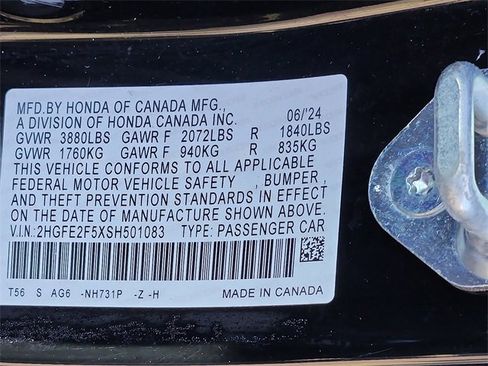 MFD.BY HONDA OF CANADA MFG.,
A DIVISION OF HONDA CANADA INC. 06/'24
GVWR 3880LBS GAWR F 2072LBS R 1840LBS
GVWR 1760KG GAWR F 940KG R 835KG
THIS VEHICLE CONFORMS TO ALL APPLICABLE
FEDERAL MOTOR VEHICLE SAFETY , BUMPER ,
AND THEFT PREVENTION STANDARDS IN EFFECT
ON THE DATE OF MANUFACTURE SHOWN ABOVE.
V.I.N:2HGFE2F5XSH501083 TYPE: PASSENGER CAR
T56 S AG6 -NH731P -Z -H MADE IN CANADA